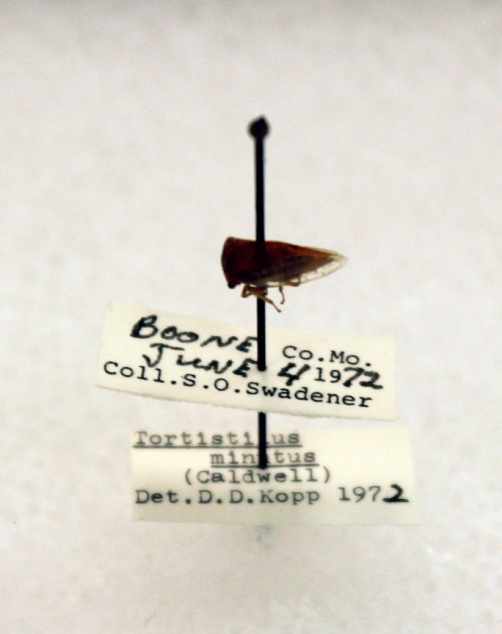 BOONE Co.Mo.
JUNE 4 1972
Coll.S.O.Swadener
Tortistilus
minutus
(Caldwell)
Det.D.D.Kopp 1972